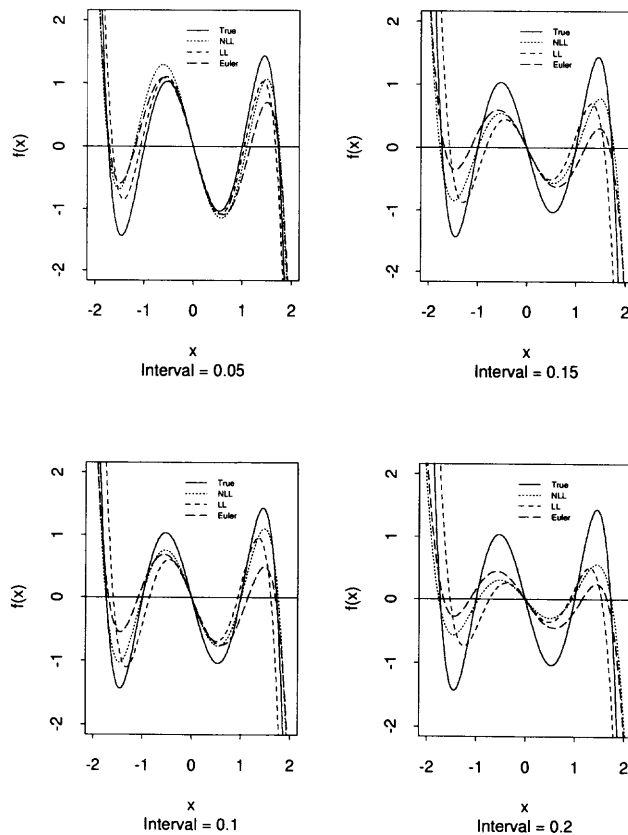 True
NLL
LL
Euler
f(x)
2
1
0
-1
-2
-2 -1 0 1 2
x
Interval = 0.05
True
NLL
LL
Euler
f(x)
2
1
0
-1
-2
-2 -1 0 1 2
x
Interval = 0.15
True
NLL
LL
Euler
f(x)
2
1
0
-1
-2
-2 -1 0 1 2
x
Interval = 0.1
True
NLL
LL
Euler
f(x)
2
1
0
-1
-2
-2 -1 0 1 2
x
Interval = 0.2